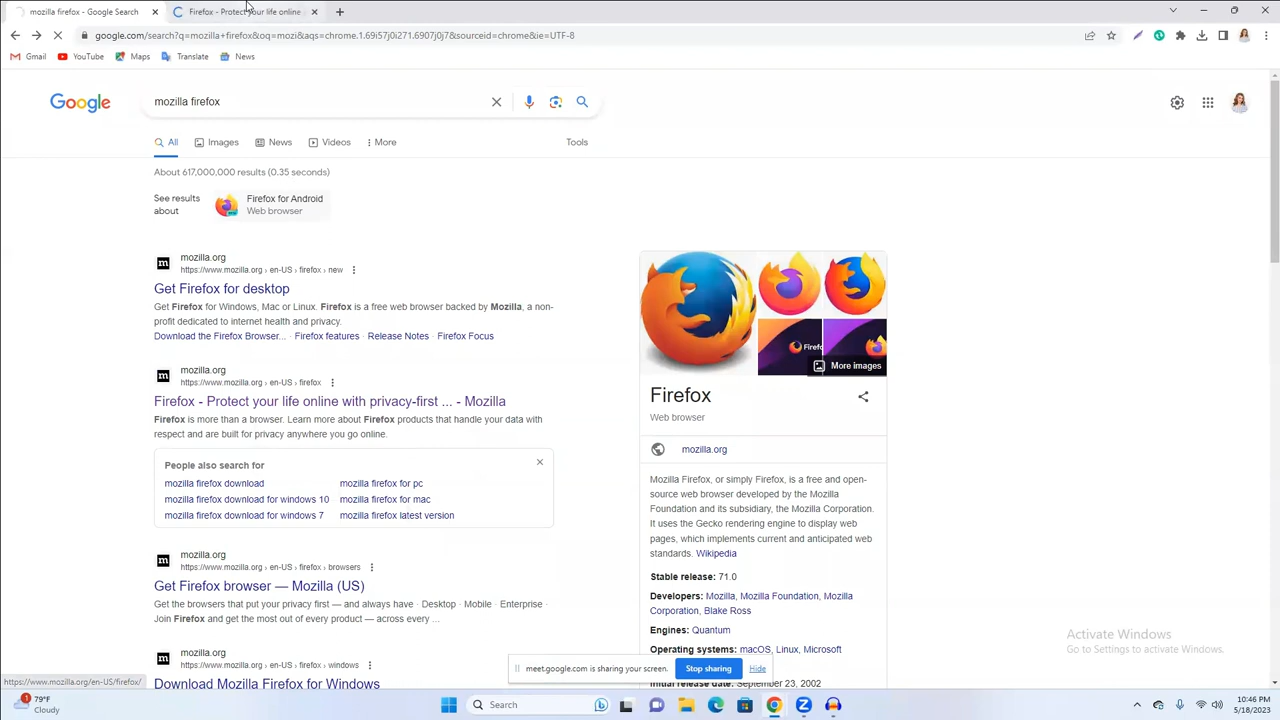 mozilla firefox - Google Search
Firefox - Protect your life online
google.com/search?q=mozilla+firefox&oq=mozi&aqs=chrome.1.69i57j0i271.6907j0j7&sourceid=chrome&ie=UTF-8
Gmail
YouTube
Maps
Translate
News
Google
mozilla firefox
All
Images
News
Videos
More
Tools
About 617,000,000 results (0.35 seconds)
See results
about
Firefox for Android
Web browser
mozilla.org
https://www.mozilla.org › en-US › firefox › new
Get Firefox for desktop
Get Firefox for Windows, Mac or Linux. Firefox is a free web browser backed by Mozilla, a non-
profit dedicated to internet health and privacy.
Download the Firefox Browser... · Firefox features · Release Notes · Firefox Focus
mozilla.org
https://www.mozilla.org › en-US › firefox
Firefox - Protect your life online with privacy-first ... - Mozilla
Firefox is more than a browser. Learn more about Firefox products that handle your data with
respect and are built for privacy anywhere you go online.
People also search for
mozilla firefox download
mozilla firefox for pc
mozilla firefox download for windows 10
mozilla firefox for mac
mozilla firefox download for windows 7
mozilla firefox latest version
mozilla.org
https://www.mozilla.org › en-US › firefox › browsers
Get Firefox browser — Mozilla (US)
Get the browsers that put your privacy first — and always have · Desktop · Mobile · Enterprise ·
Join Firefox and get the most out of every product — across every ...
mozilla.org
https://www.mozilla.org › en-US › firefox › windows
Download Mozilla Firefox for Windows
Firefo
More images
Firefox
Web browser
mozilla.org
Mozilla Firefox, or simply Firefox, is a free and open-
source web browser developed by the Mozilla
Foundation and its subsidiary, the Mozilla Corporation.
It uses the Gecko rendering engine to display web
pages, which implements current and anticipated web
standards. Wikipedia
Stable release: 71.0
Developers: Mozilla, Mozilla Foundation, Mozilla
Corporation, Blake Ross
Engines: Quantum
Operating systems: macOS, Linux, Microsoft
Initial release date: September 23, 2002
meet.google.com is sharing your screen.
Stop sharing
Hide
Activate Windows
Go to Settings to activate Windows.
https://www.mozilla.org/en-US/firefox/
1
79°F
Cloudy
Search
10:46 PM
5/18/2023